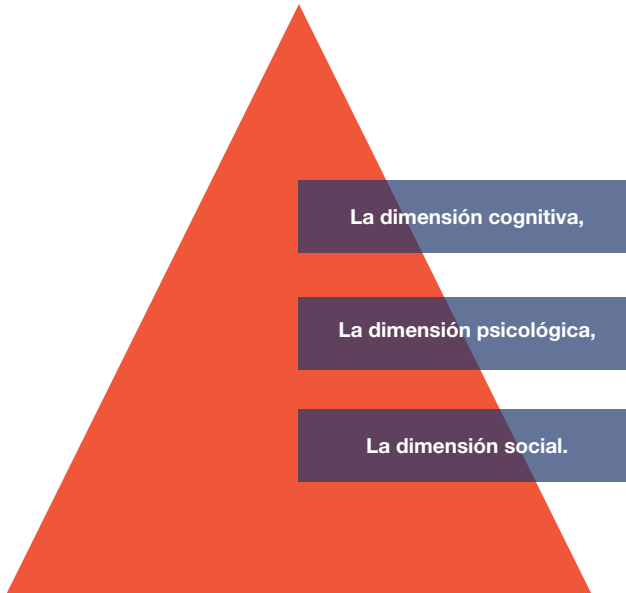 La dimensión cognitiva,
La dimensión psicológica,
La dimensión social.